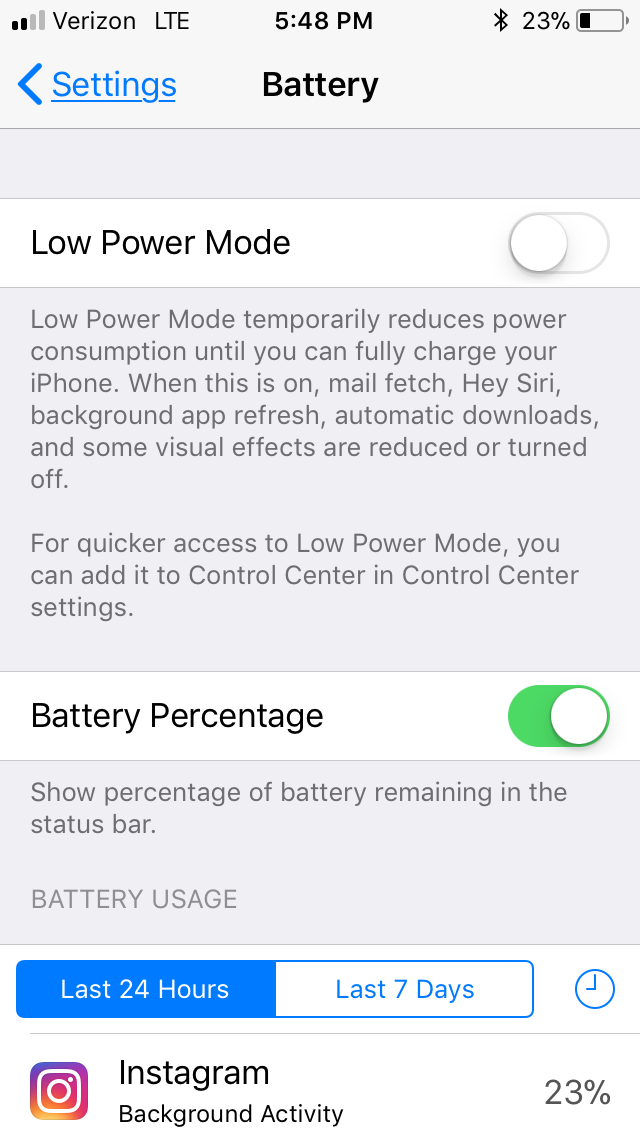 Verizon LTE 5:48 PM 23%
Settings Battery
Low Power Mode
Low Power Mode temporarily reduces power
consumption until you can fully charge your
iPhone. When this is on, mail fetch, Hey Siri,
background app refresh, automatic downloads,
and some visual effects are reduced or turned
off.
For quicker access to Low Power Mode, you
can add it to Control Center in Control Center
settings.
Battery Percentage
Show percentage of battery remaining in the
status bar.
BATTERY USAGE
Last 24 Hours Last 7 Days
Instagram 23%
Background Activity